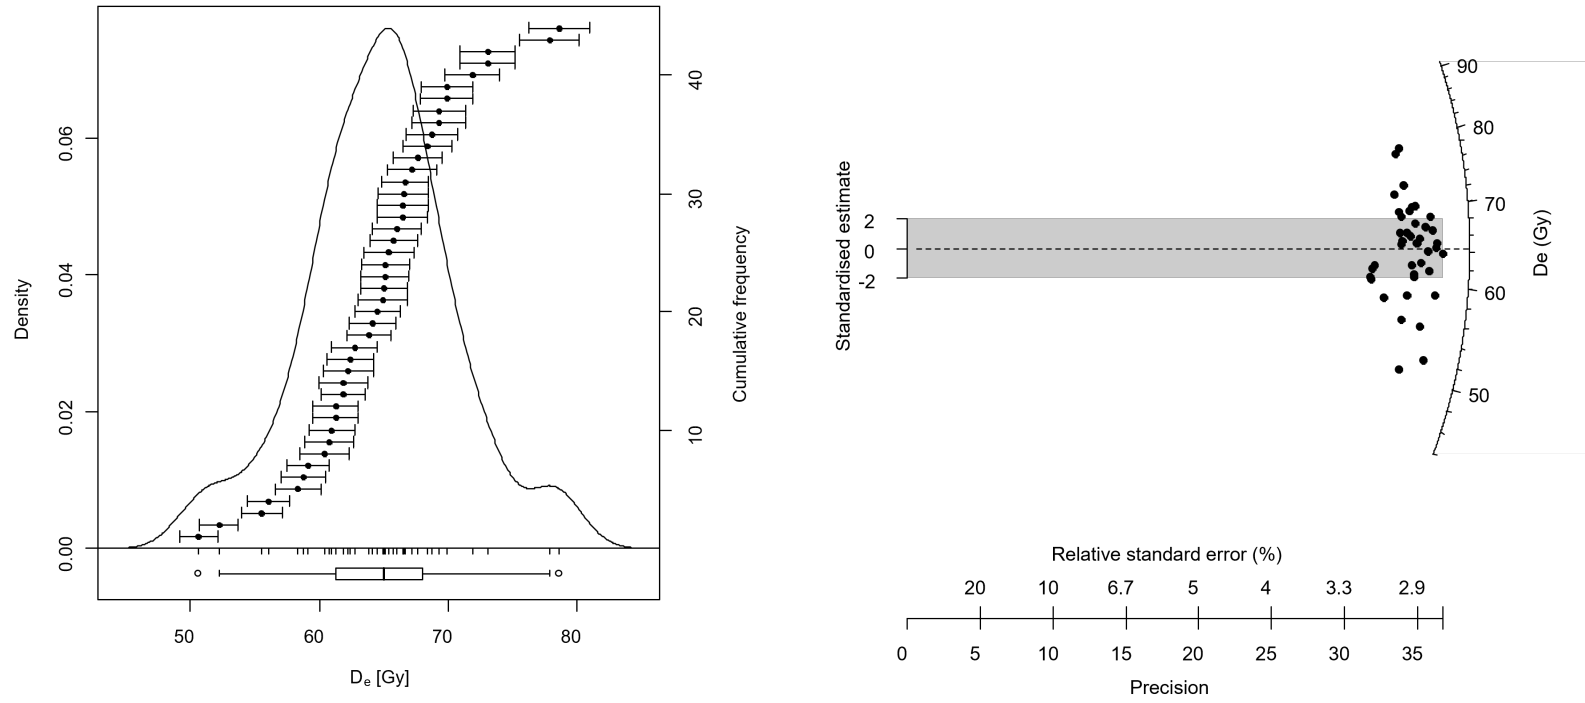 Density
0.00
0.02
0.04
0.06
10
20
30
40
Cumulative frequency
50
60
70
80
De [Gy]
Standardised estimate
2
0
-2
90
80
70
60
50
De (Gy)
Relative standard error (%)
20 10 6.7 5 4 3.3 2.9
0 5 10 15 20 25 30 35
Precision